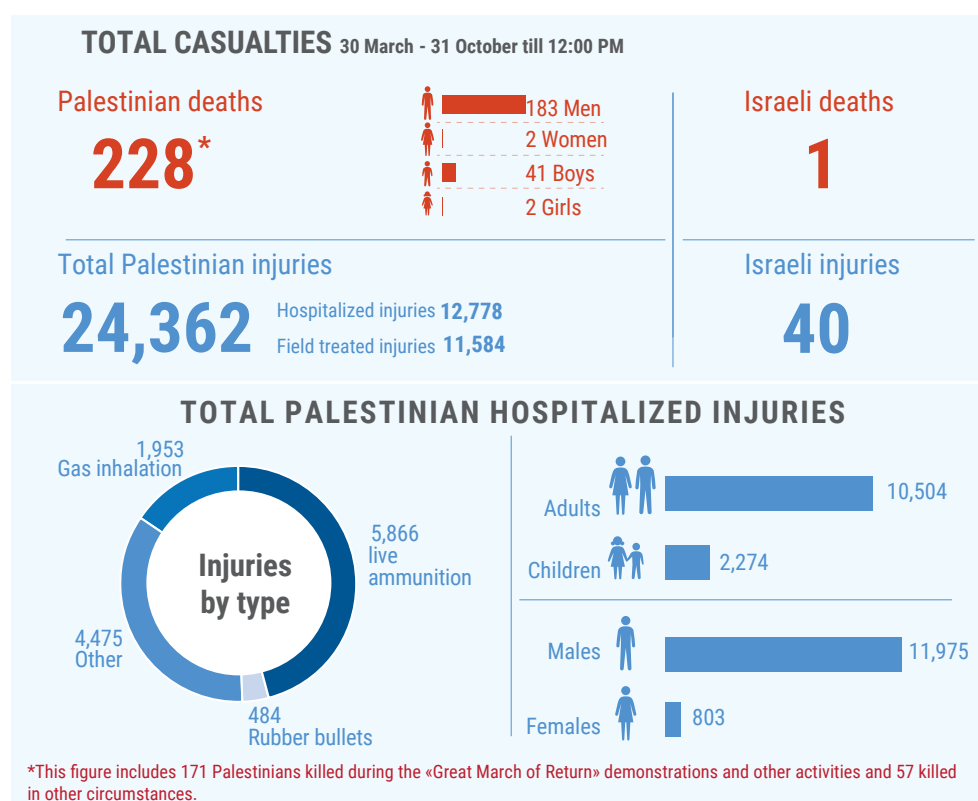 TOTAL CASUALTIES 30 March - 31 October till 12:00 PM
Palestinian deaths
228*
183 Men
2 Women
41 Boys
2 Girls
Israeli deaths
1
Total Palestinian injuries
24,362
Hospitalized injuries 12,778
Field treated injuries 11,584
Israeli injuries
40
TOTAL PALESTINIAN HOSPITALIZED INJURIES
1,953
Gas inhalation
5,866
live
ammunition
Injuries
by type
4,475
Other
484
Rubber bullets
Adults 10,504
Children 2,274
Males 11,975
Females 803
*This figure includes 171 Palestinians killed during the «Great March of Return» demonstrations and other activities and 57 killed
in other circumstances.